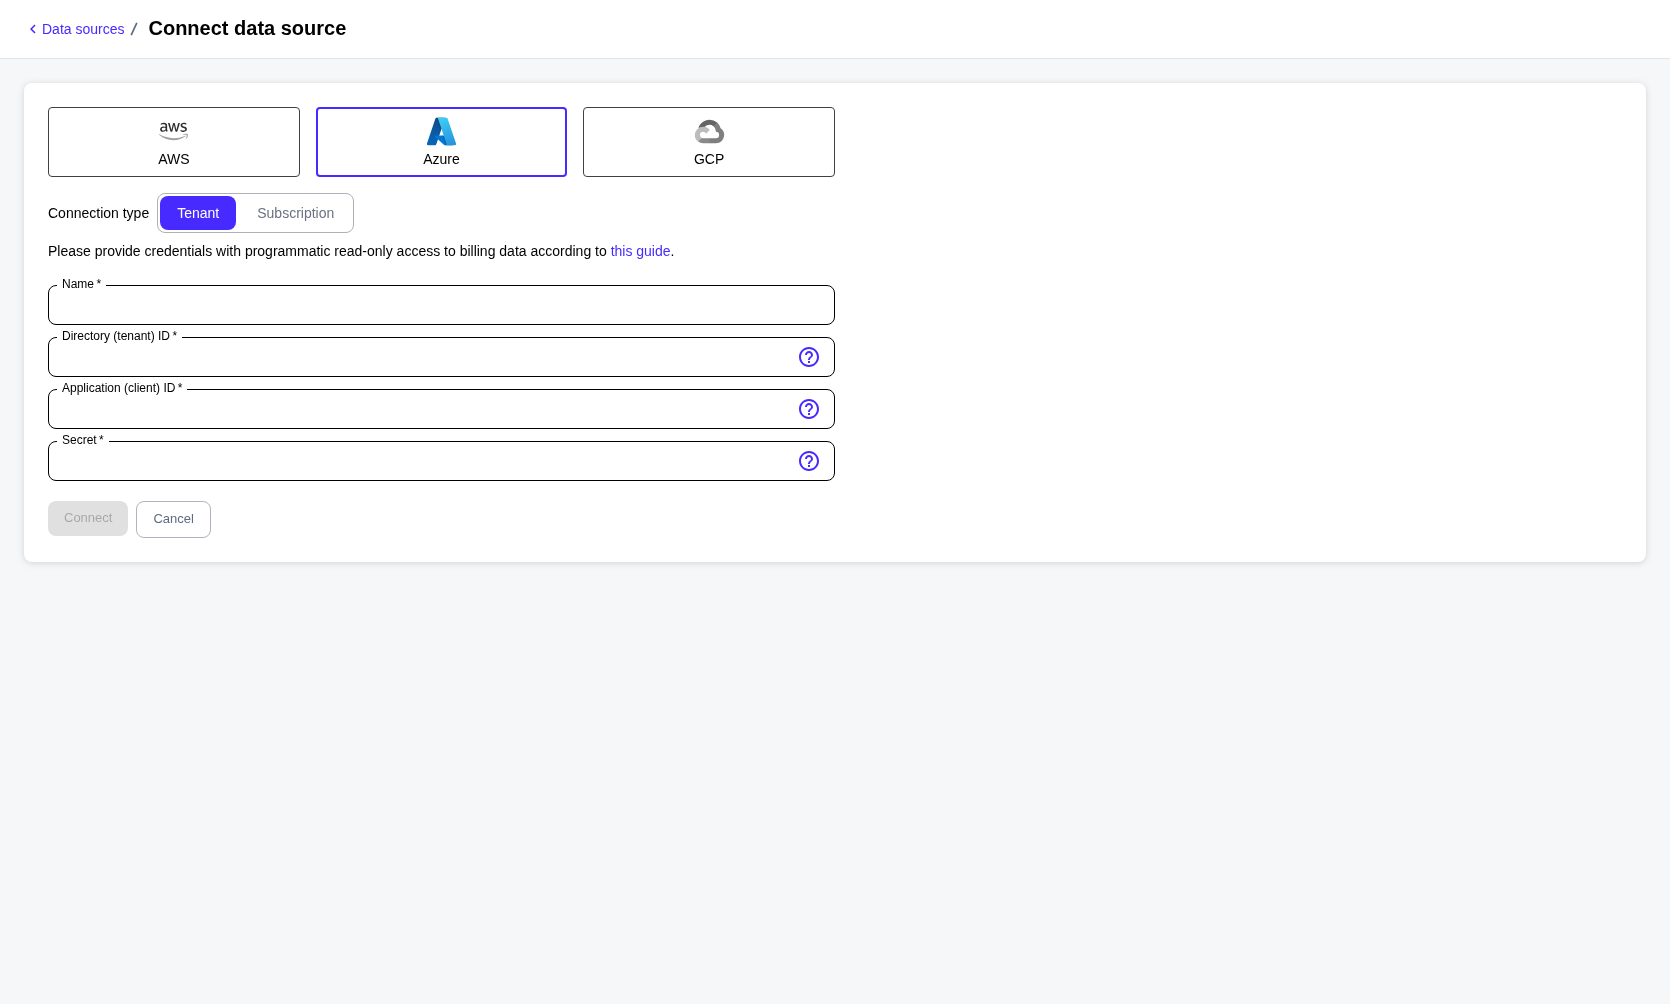 Data sources / Connect data source
aws
AWS
Azure
GCP
Connection type Tenant Subscription
Please provide credentials with programmatic read-only access to billing data according to this guide.
Name *
Directory (tenant) ID *
Application (client) ID *
Secret *
Connect Cancel